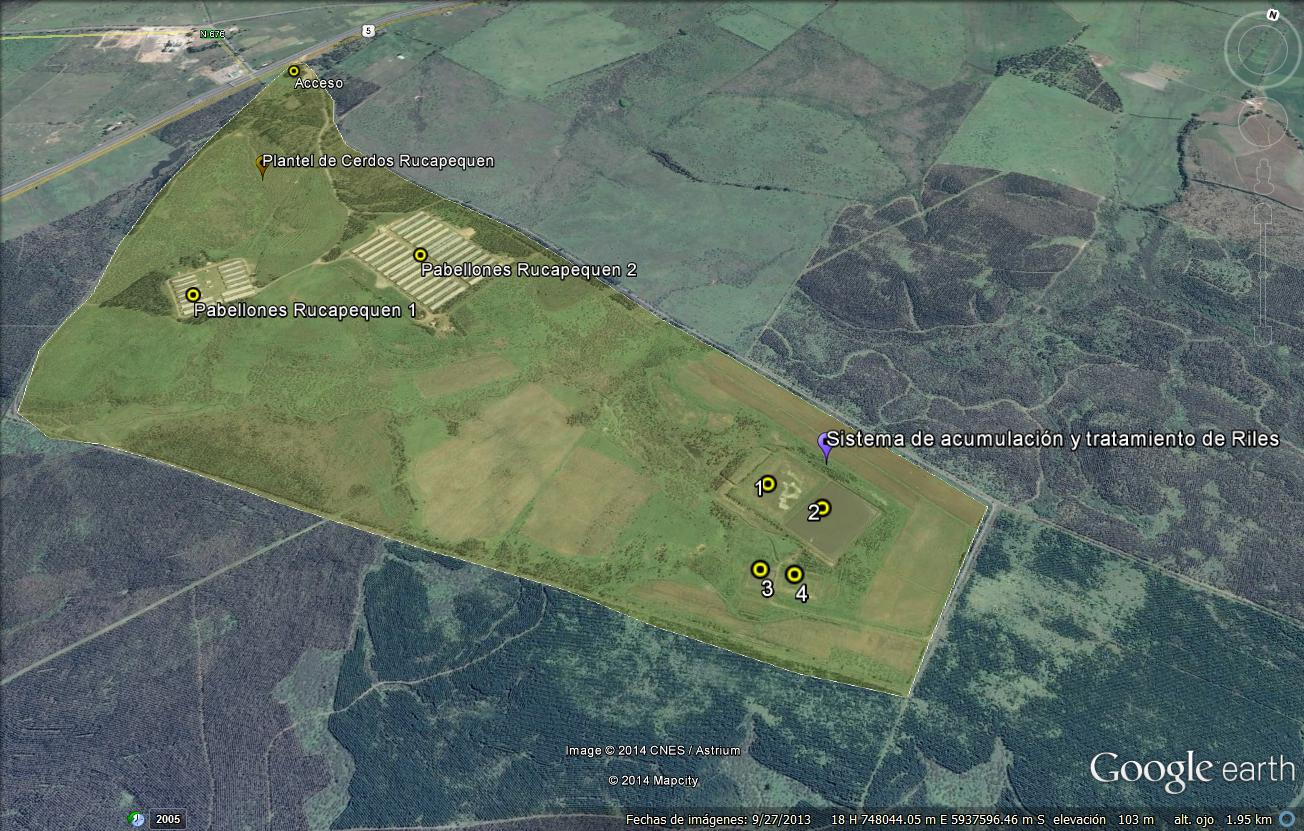 N
N 676
5
Acceso
Plantel de Cerdos Rucapequen
Pabellones Rucapequen 2
Pabellones Rucapequen 1
Sistema de acumulación y tratamiento de Riles
1
2
3
4
Image © 2014 CNES / Astrium
© 2014 Mapcity
Google earth
2005
Fechas de imágenes: 9/27/2013 18 H 748044.05 m E 5937596.46 m S elevación 103 m alt. ojo 1.95 km